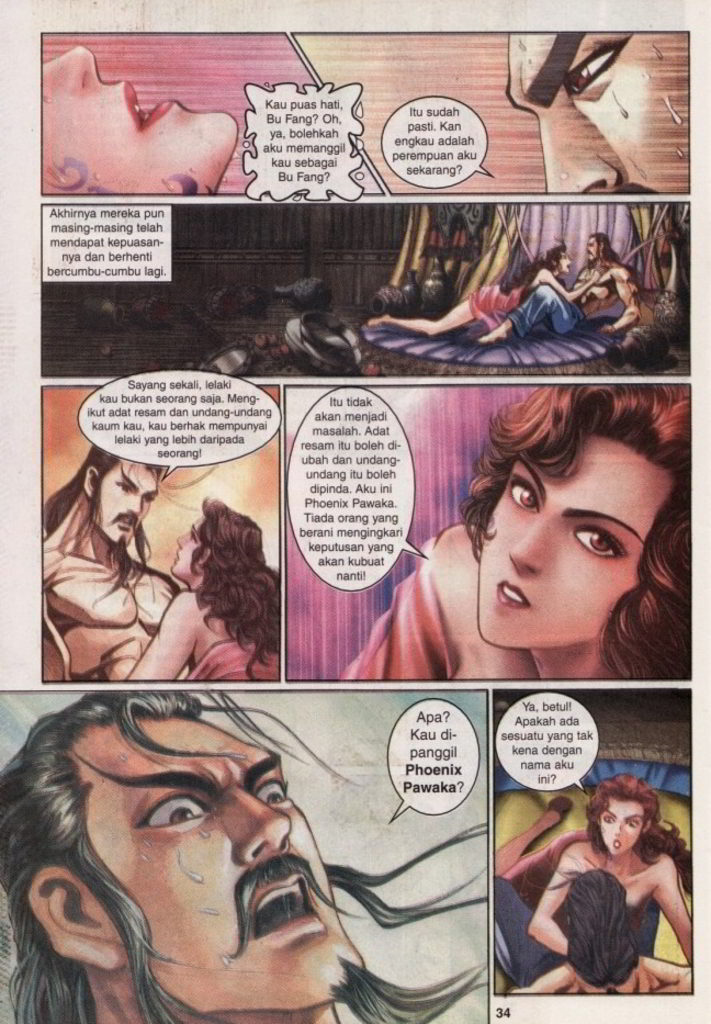 Kau puas hati,
Bu Fang? Oh,
ya, bolehkah
aku memanggil
kau sebagai
Bu Fang?
Itu sudah
pasti. Kan
engkau adalah
perempuan aku
sekarang?
Akhirnya mereka pun
masing-masing telah
mendapat kepuasan-
nya dan berhenti
bercumbu-cumbu lagi.
Sayang sekali, lelaki
kau bukan seorang saja. Meng-
ikut adat resam dan undang-undang
kaum kau, kau berhak mempunyai
lelaki yang lebih daripada
seorang!
Itu tidak
akan menjadi
masalah. Adat
resam itu boleh di-
ubah dan undang-
undang itu boleh
dipinda. Aku ini
Phoenix Pawaka.
Tiada orang yang
berani mengingkari
keputusan yang
akan kubuat
nanti!
Apa?
Kau di-
panggil
Phoenix
Pawaka?
Ya, betul!
Apakah ada
sesuatu yang tak
kena dengan
nama aku
ini?
34